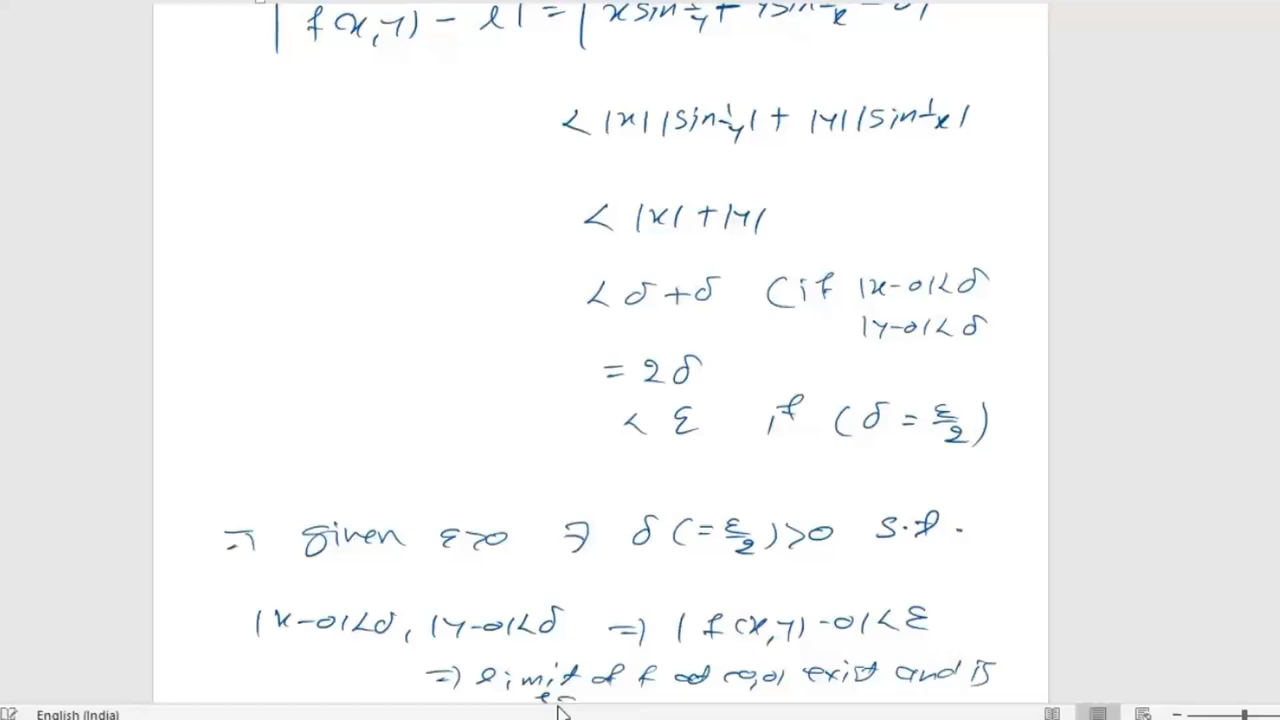 | f(x,y) - l | = | x sin 1/y + y sin 1/x - 0 |
< |x| |sin 1/y| + |y| |sin 1/x|
< |x| + |y|
< δ + δ (if |x-0| < δ
|y-0| < δ
= 2δ
< ε if (δ = ε/2)
⇒ given ε>0 ∃ δ(=ε/2)>0 s.t.
|x-0|<δ, |y-0|<δ ⇒ |f(x,y)-0|<ε
⇒ limit of f at (0,0) exist and is
English (India)